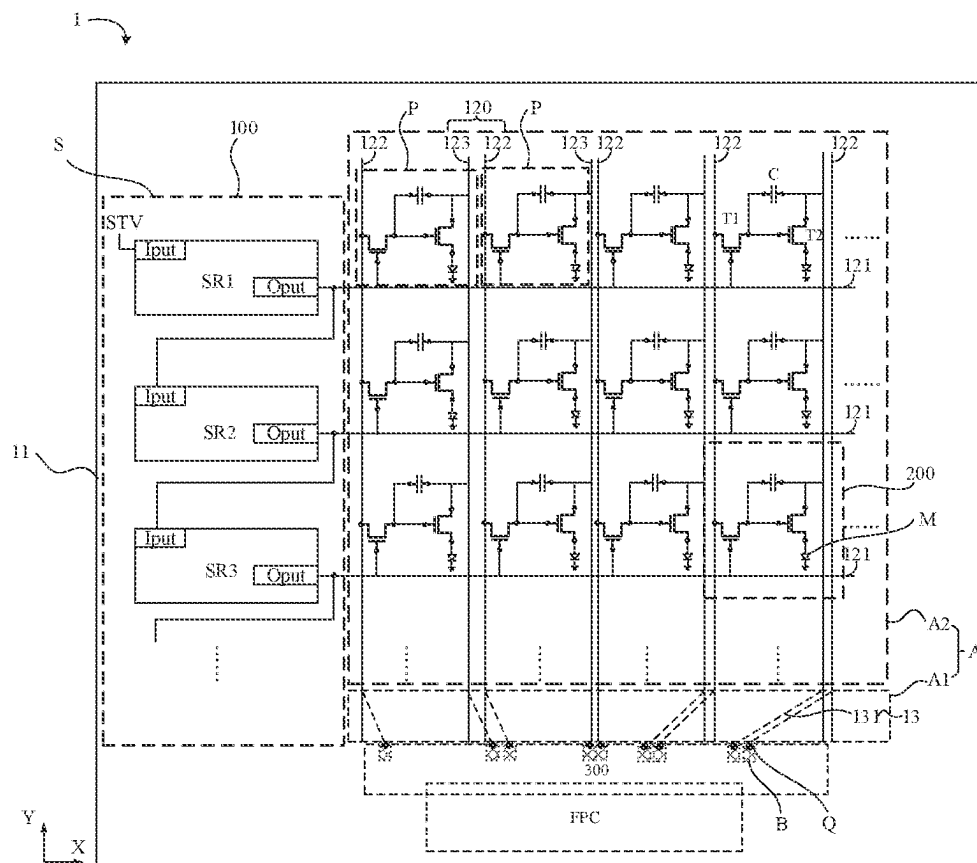 1
P 120 P
100
S 122 123 122 123 122 122 122
C
STV T1 T2
Iput
SR1 Oput ......
121
Iput
SR2 Oput ......
121
11
200
Iput M
SR3 Oput ......
121
A2
A
A1
131 13
300
B Q
FPC
Y
X